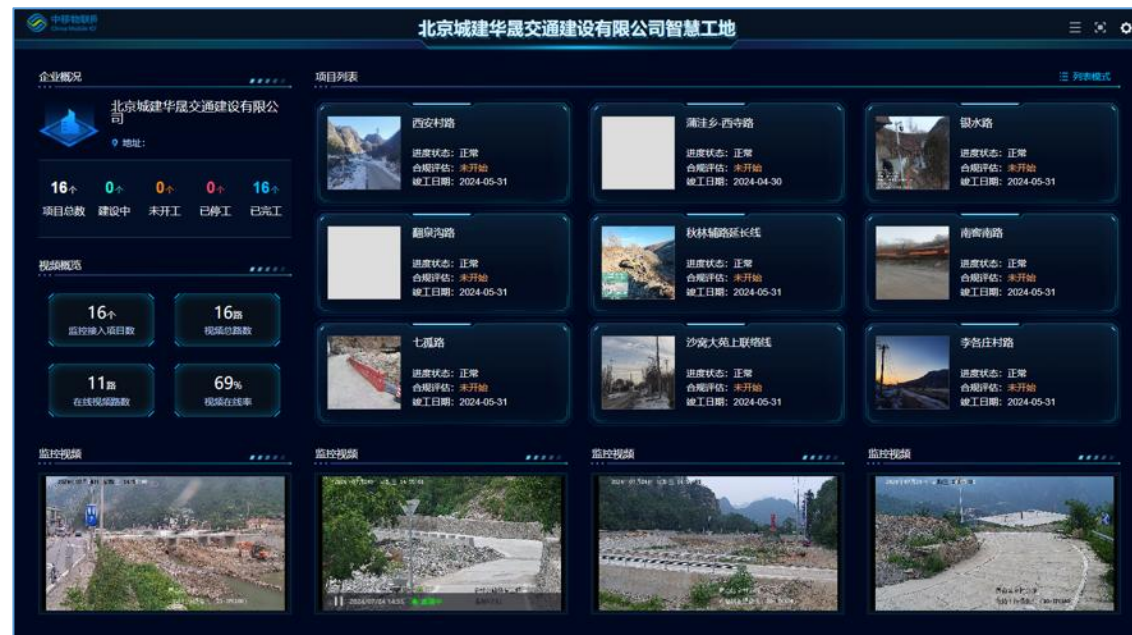 中移物联
China Mobile IOT
北京城建华晟交通建设有限公司智慧工地
企业概况
北京城建华晟交通建设有限公
司
地址:
16个 0个 0个 0个 16个
项目总数 建设中 未开工 已停工 已完工
视频概览
16个
监控接入项目数
16路
视频总路数
11路
在线视频路数
69%
视频在线率
项目列表
列表模式
西安村路
进度状态: 正常
合规评估: 未开始
竣工日期: 2024-05-31
蒲洼乡-西寺路
进度状态: 正常
合规评估: 未开始
竣工日期: 2024-04-30
银水路
进度状态: 正常
合规评估: 未开始
竣工日期: 2024-05-31
翻泉沟路
进度状态: 正常
合规评估: 未开始
竣工日期: 2024-05-31
秋林铺路延长线
进度状态: 正常
合规评估: 未开始
竣工日期: 2024-05-31
南窖南路
进度状态: 正常
合规评估: 未开始
竣工日期: 2024-05-31
七孤路
进度状态: 正常
合规评估: 未开始
竣工日期: 2024-05-31
沙窝大苑上联络线
进度状态: 正常
合规评估: 未开始
竣工日期: 2024-05-31
李各庄村路
进度状态: 正常
合规评估: 未开始
竣工日期: 2024-05-31
监控视频
监控视频
监控视频
监控视频